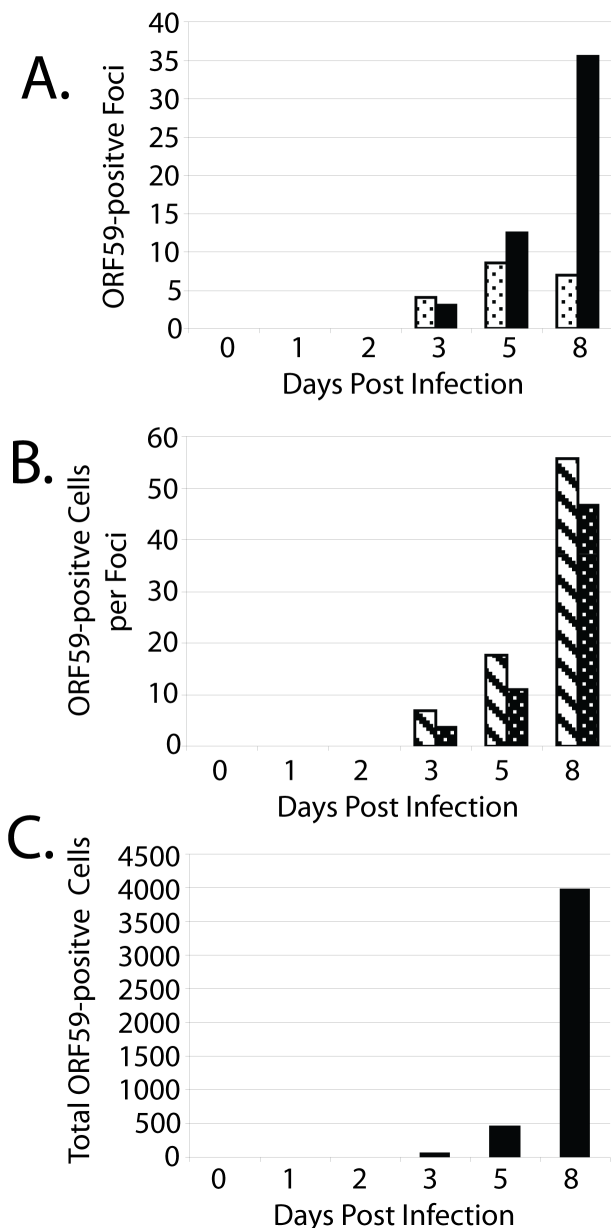 A.
ORF59-positve Foci
40
35
30
25
20
15
10
5
0
0 1 2 3 5 8
Days Post Infection
B.
ORF59-positve Cells
per Foci
60
50
40
30
20
10
0
0 1 2 3 5 8
Days Post Infection
C.
Total ORF59-positve Cells
4500
4000
3500
3000
2500
2000
1500
1000
500
0
0 1 2 3 5 8
Days Post Infection